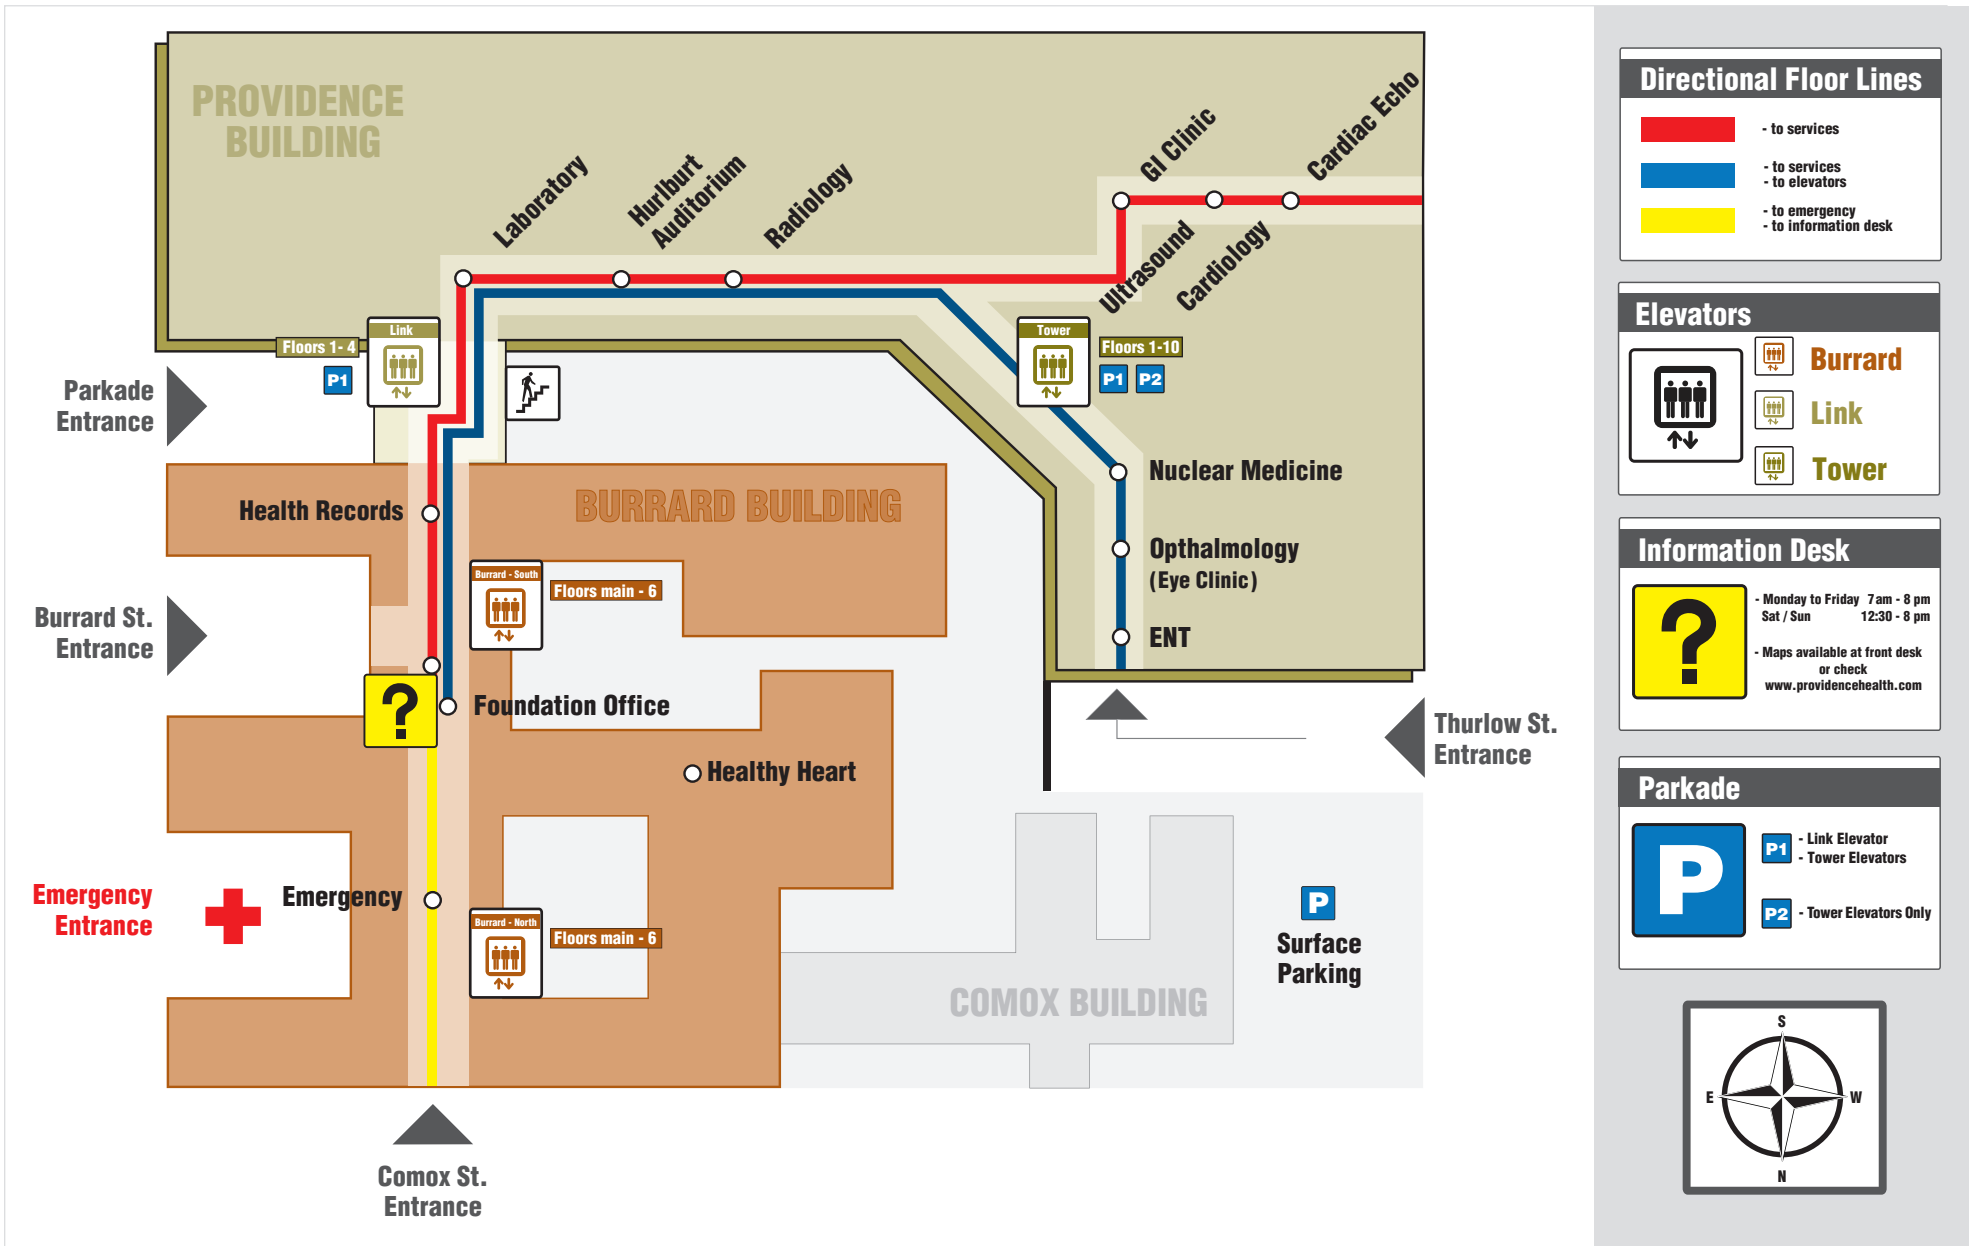 PROVIDENCE
BUILDING
Laboratory
Hurlburt
Auditorium
Radiology
GI Clinic
Cardiac Echo
Ultrasound
Cardiology
Link
Floors 1- 4
P1
Tower
Floors 1-10
P1
P2
Parkade
Entrance
Health Records
BURRARD BUILDING
Nuclear Medicine
Opthalmology
(Eye Clinic)
ENT
Burrard - South
Floors main - 6
Burrard St.
Entrance
?
Foundation Office
Healthy Heart
Thurlow St.
Entrance
Emergency
Entrance
Emergency
Burrard - North
Floors main - 6
P
Surface
Parking
COMOX BUILDING
Comox St.
Entrance
Directional Floor Lines
- to services
- to services
- to elevators
- to emergency
- to information desk
Elevators
Burrard
Link
Tower
Information Desk
?
- Monday to Friday 7am - 8 pm
Sat / Sun 12:30 - 8 pm
- Maps available at front desk
or check
www.providencehealth.com
Parkade
P
P1
- Link Elevator
- Tower Elevators
P2
- Tower Elevators Only
S
E
W
N